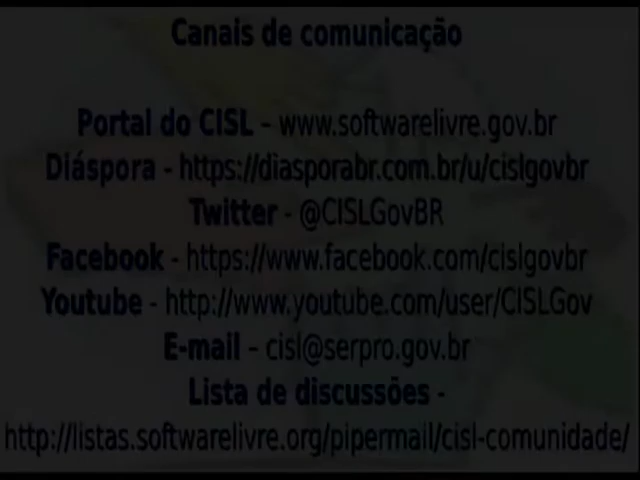 Canais de comunicação
Portal do CISL – www.softwarelivre.gov.br
Diáspora - https://diasporabr.com.br/u/cislgovbr
Twitter - @CISLGovBR
Facebook - https://www.facebook.com/cislgovbr
Youtube - http://www.youtube.com/user/CISLGov
E-mail – cisl@serpro.gov.br
Lista de discussões -
http://listas.softwarelivre.org/pipermail/cisl-comunidade/